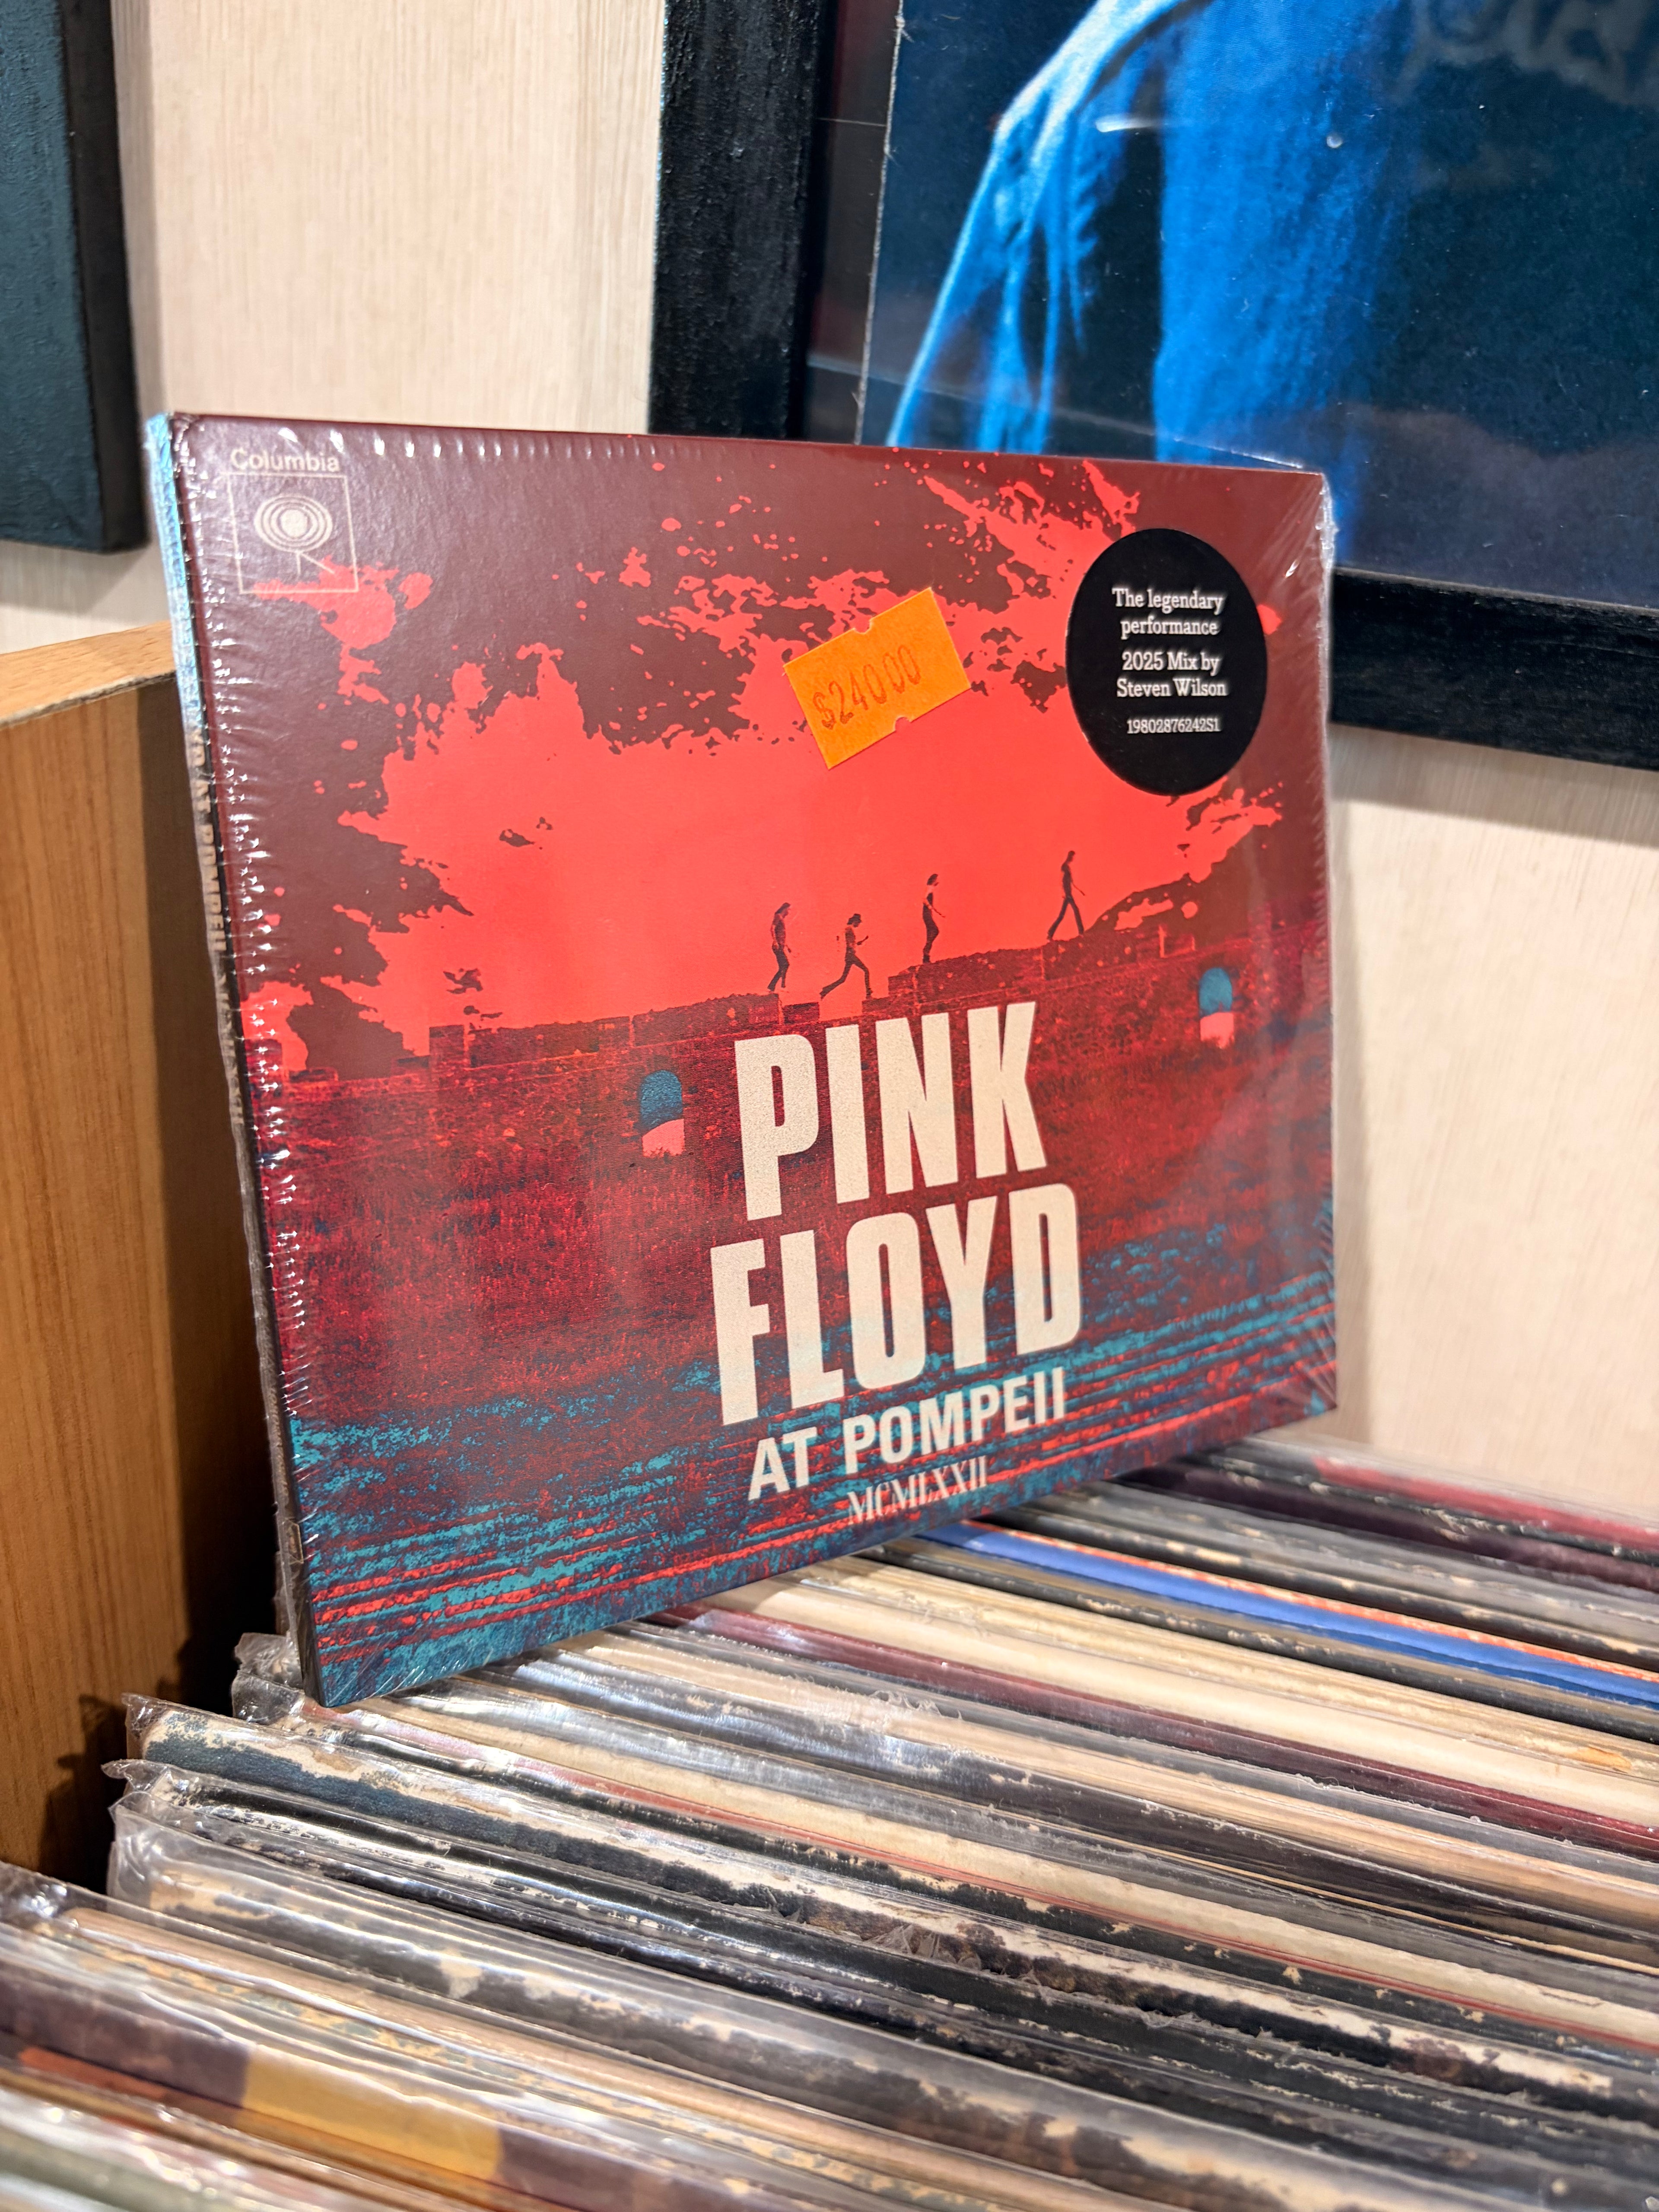 Columbia
The legendary
performance
2025 Mix by
Steven Wilson
19802876242S1
$240.00
PINK
FLOYD
AT POMPEII
MCMLXXII